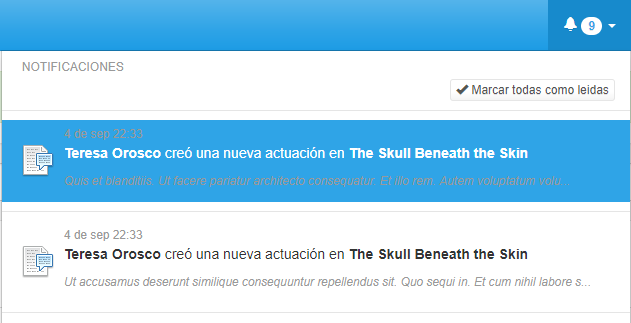 9
NOTIFICACIONES
Marcar todas como leidas
4 de sep 22:33
Teresa Orosco creó una nueva actuación en The Skull Beneath the Skin
Quis et blanditiis. Ut facere pariatur architecto consequatur. Et illo rem. Autem voluptatum volu...
4 de sep 22:33
Teresa Orosco creó una nueva actuación en The Skull Beneath the Skin
Ut accusamus deserunt similique consequuntur repellendus sit. Quo sequi in. Et cum nihil labore s...